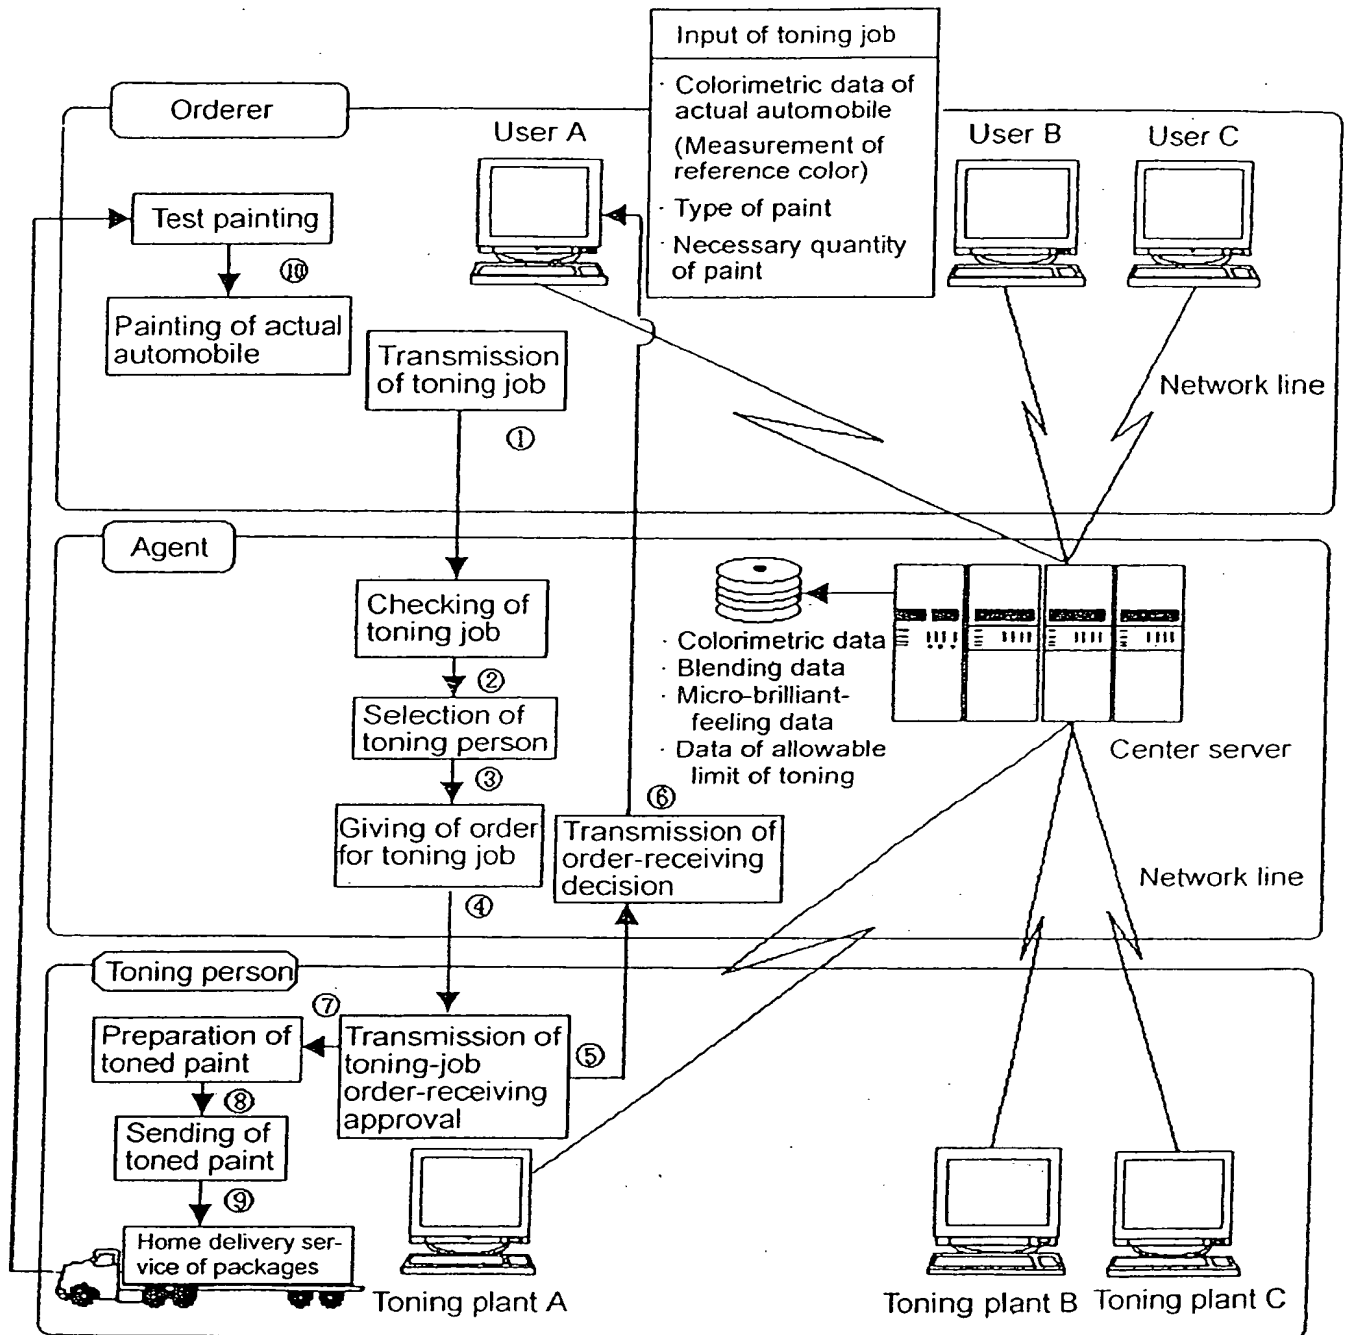 Input of toning job
· Colorimetric data of
actual automobile
(Measurement of
reference color)
· Type of paint
· Necessary quantity
of paint
Orderer
User A
User B
User C
Test painting
⑩
Painting of actual
automobile
Transmission
of toning job
①
Network line
Agent
Checking of
toning job
②
Selection of
toning person
③
Giving of order
for toning job
④
· Colorimetric data
· Blending data
· Micro-brilliant-
feeling data
· Data of allowable
limit of toning
Center server
⑥
Transmission of
order-receiving
decision
Network line
Toning person
⑦
Preparation of
toned paint
Transmission of
toning-job
order-receiving
approval
⑤
⑧
Sending of
toned paint
⑨
Home delivery ser-
vice of packages
Toning plant A
Toning plant B
Toning plant C